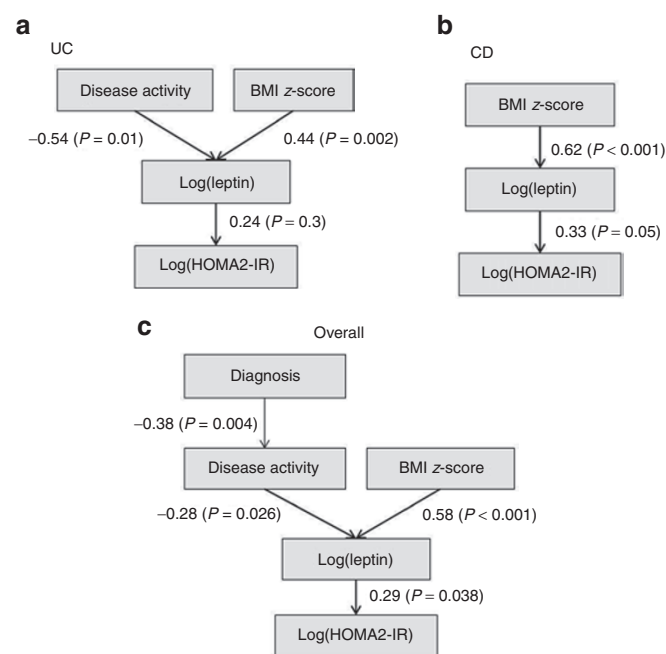 a
UC
Disease activity
BMI z-score
−0.54 (P = 0.01)
0.44 (P = 0.002)
Log(leptin)
0.24 (P = 0.3)
Log(HOMA2-IR)
b
CD
BMI z-score
0.62 (P < 0.001)
Log(leptin)
0.33 (P = 0.05)
Log(HOMA2-IR)
c
Overall
Diagnosis
−0.38 (P = 0.004)
Disease activity
BMI z-score
−0.28 (P = 0.026)
0.58 (P < 0.001)
Log(leptin)
0.29 (P = 0.038)
Log(HOMA2-IR)